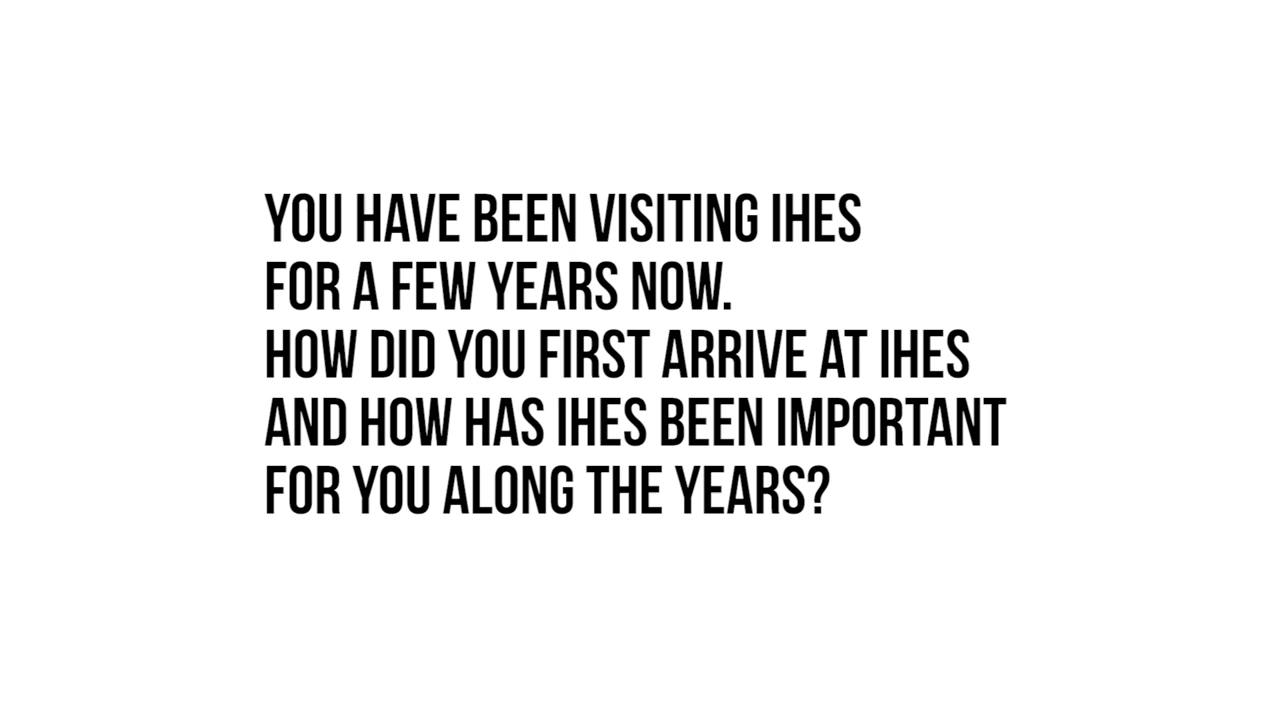 YOU HAVE BEEN VISITING IHES
FOR A FEW YEARS NOW.
HOW DID YOU FIRST ARRIVE AT IHES
AND HOW HAS IHES BEEN IMPORTANT
FOR YOU ALONG THE YEARS?